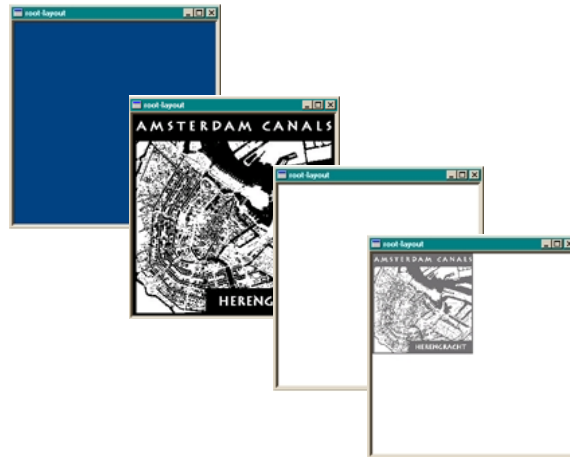 root-layout
root-layout
AMSTERDAM CANALS
HERENG
root-layout
root-layout
AMSTERDAM CANALS
HERENGRACHT